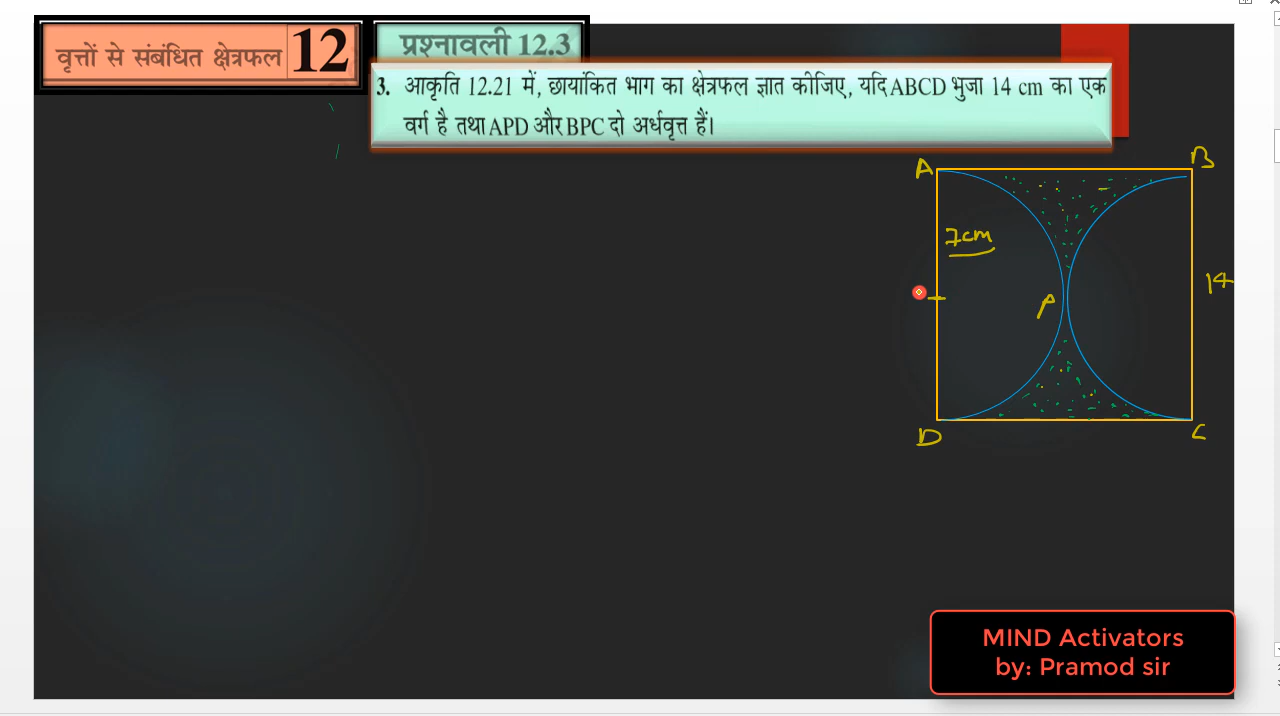 वृत्तों से संबंधित क्षेत्रफल 12
प्रश्नावली 12.3
3. आकृति 12.21 में, छायांकित भाग का क्षेत्रफल ज्ञात कीजिए, यदि ABCD भुजा 14 cm का एक
वर्ग है तथा APD और BPC दो अर्धवृत्त हैं।
A
B
7cm
14
P
D
C
MIND Activators
by: Pramod sir